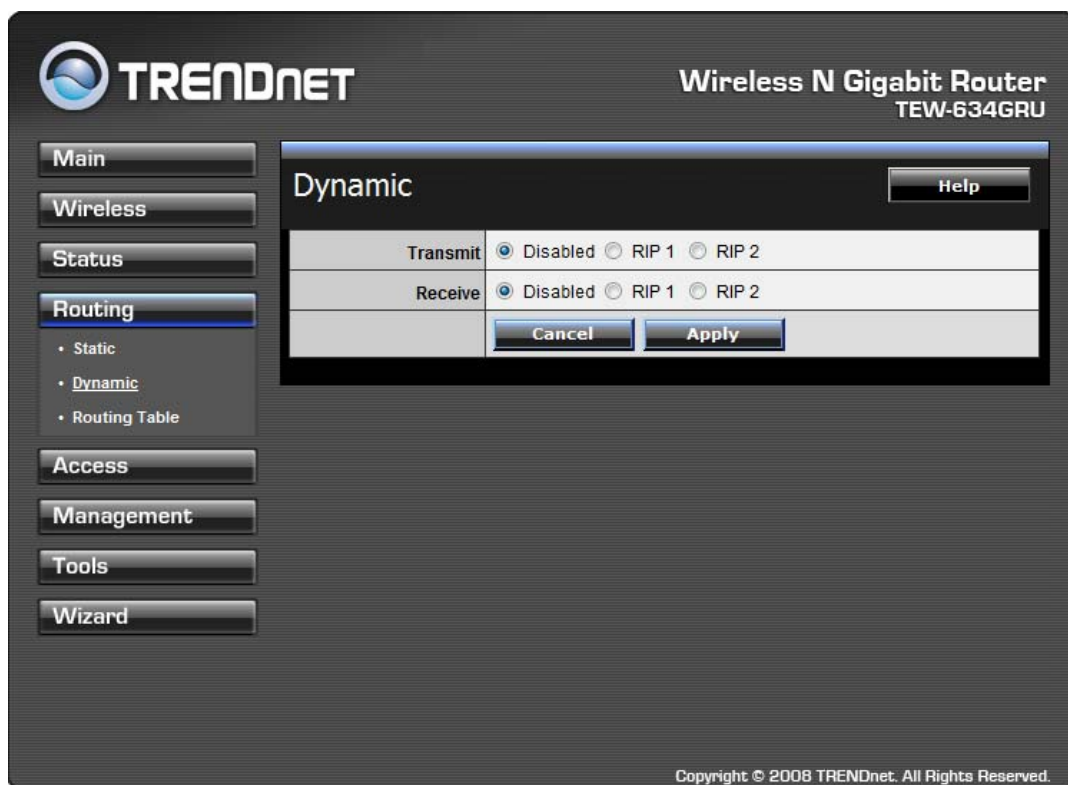 TRENDNET
Wireless N Gigabit Router
TEW-634GRU
Main
Wireless
Status
Routing
• Static
• Dynamic
• Routing Table
Access
Management
Tools
Wizard
Dynamic
Help
Transmit Disabled RIP 1 RIP 2
Receive Disabled RIP 1 RIP 2
Cancel Apply
Copyright © 2008 TRENDnet. All Rights Reserved.